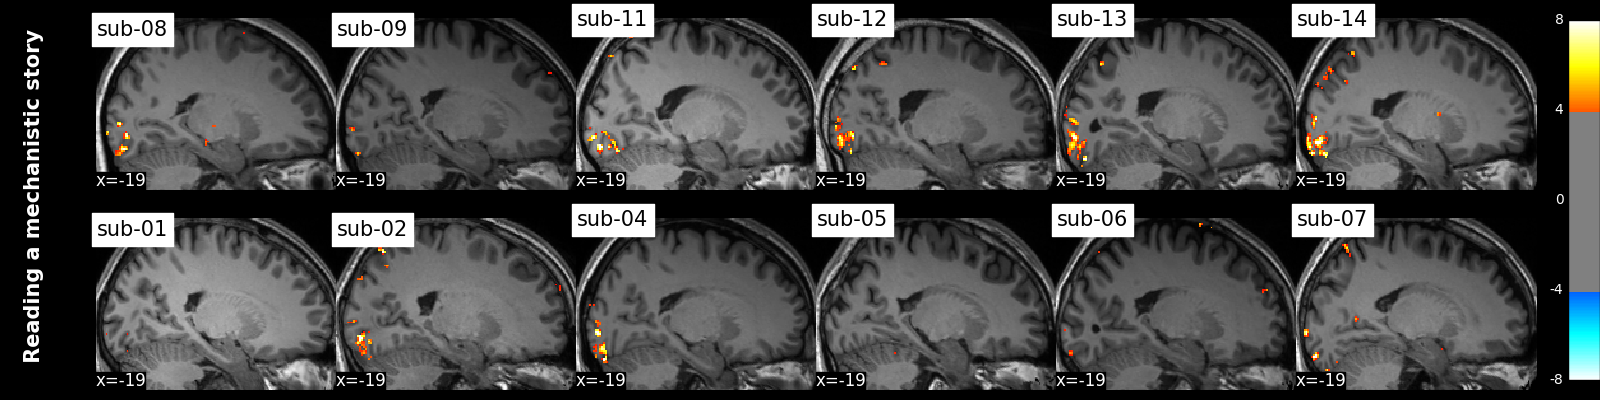 Reading a mechanistic story
sub-08
sub-09
sub-11
sub-12
sub-13
sub-14
x=-19
x=-19
x=-19
x=-19
x=-19
x=-19
sub-01
sub-02
sub-04
sub-05
sub-06
sub-07
x=-19
x=-19
x=-19
x=-19
x=-19
x=-19
8
4
0
-4
-8